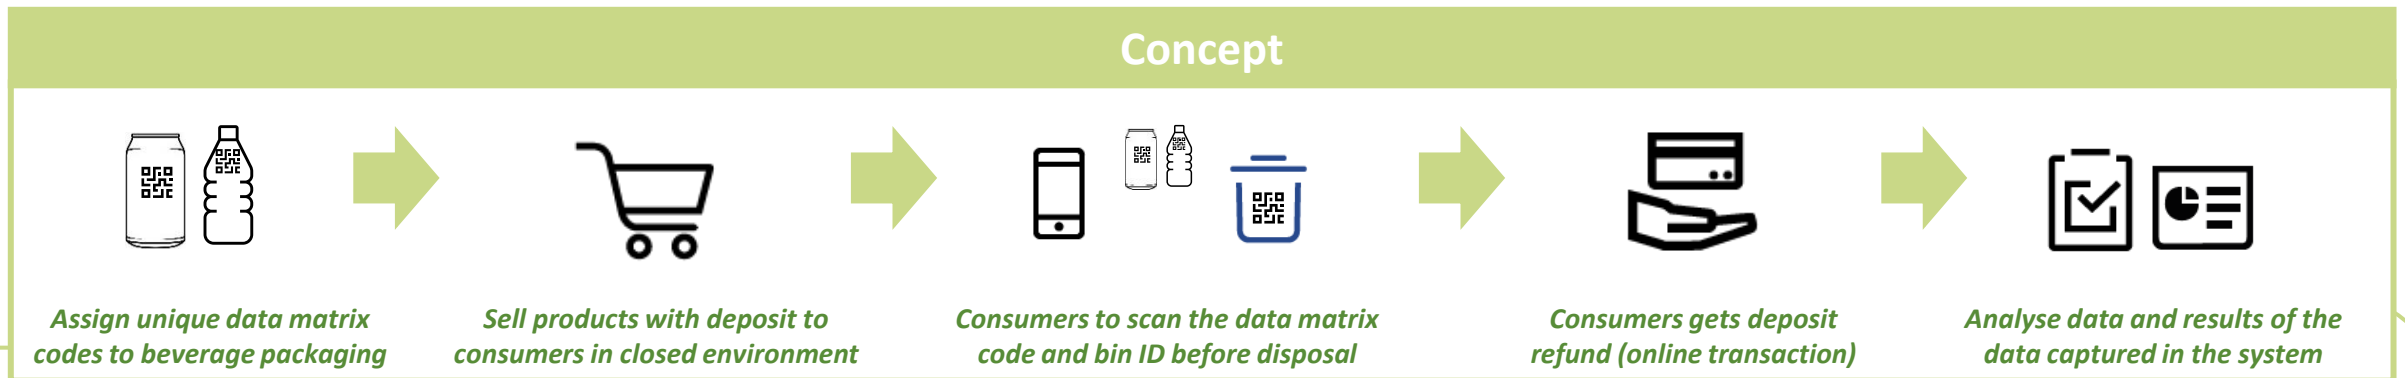 Concept
Assign unique data matrix
codes to beverage packaging
Sell products with deposit to
consumers in closed environment
Consumers to scan the data matrix
code and bin ID before disposal
Consumers gets deposit
refund (online transaction)
Analyse data and results of the
data captured in the system